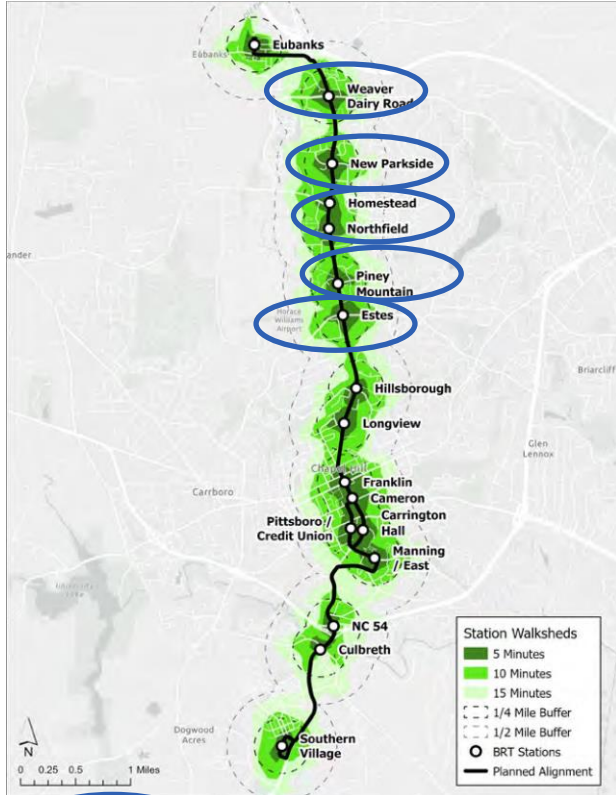 Eubanks
Eubanks
Weaver
Dairy Road
New Parkside
Homestead
Northfield
Piney
Mountain
Horace
Williams
Airport
Estes
Briarcliff
Hillsborough
Longview
Glen
Lennox
Chapel Hill
Franklin
Carrboro
Cameron
Carrington
Hall
Pittsboro /
Credit Union
Manning
/ East
University
Lake
NC 54
Culbreth
Dogwood
Acres
Southern
Village
N
0 0.25 0.5 1 Miles
Station Walksheds
5 Minutes
10 Minutes
15 Minutes
1/4 Mile Buffer
1/2 Mile Buffer
BRT Stations
Planned Alignment